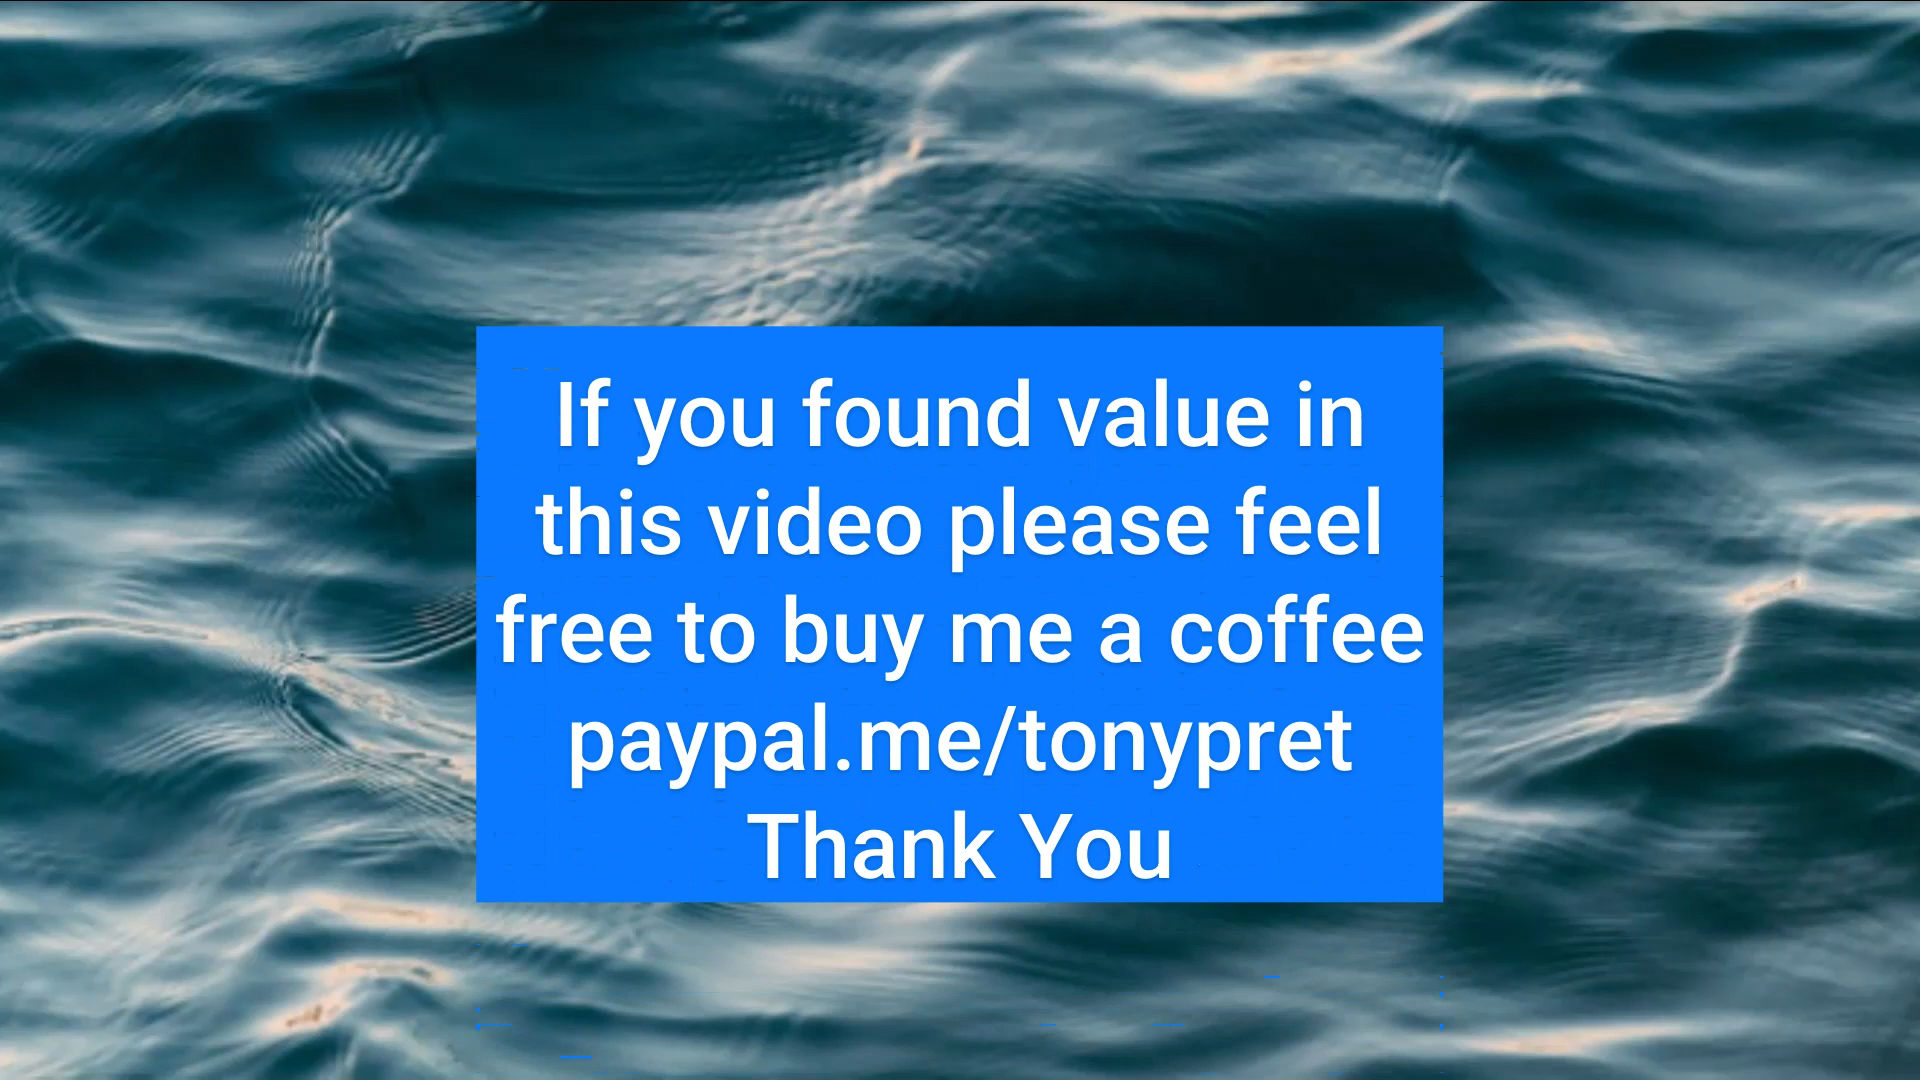 If you found value in
this video please feel
free to buy me a coffee
paypal.me/tonypret
Thank You